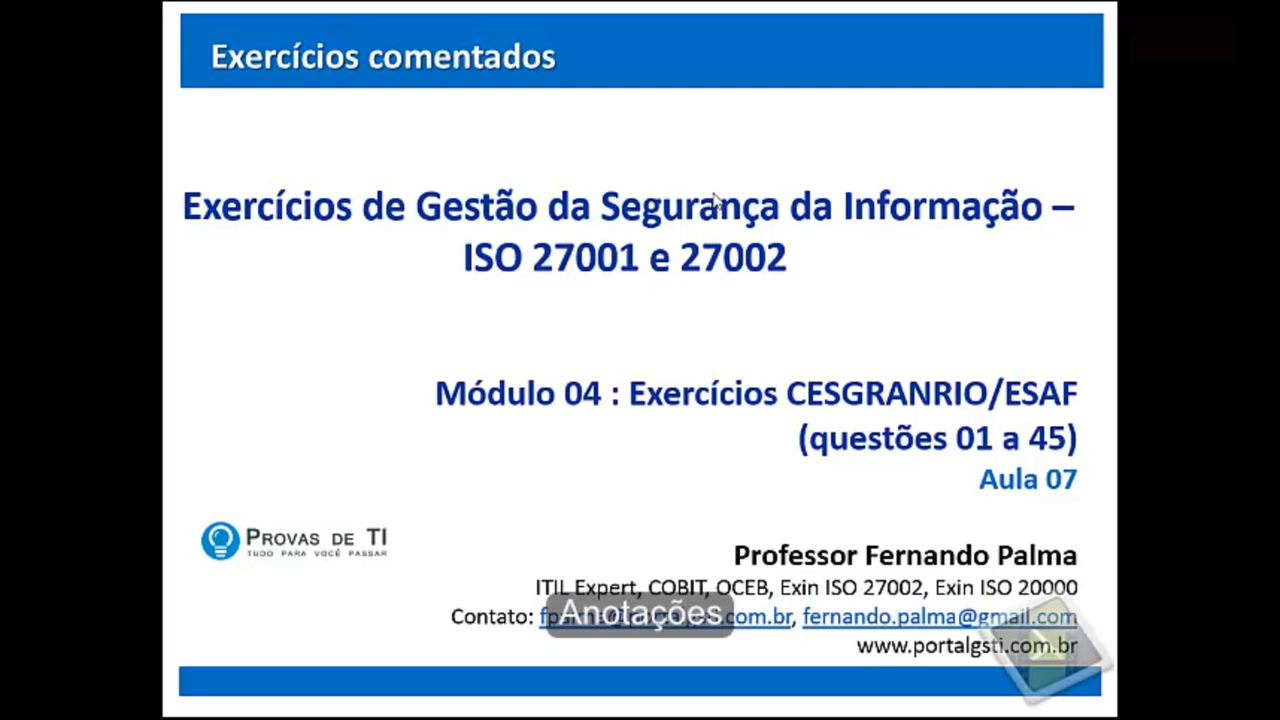 Exercícios comentados
Exercícios de Gestão da Segurança da Informação –
ISO 27001 e 27002
Módulo 04 : Exercícios CESGRANRIO/ESAF
(questões 01 a 45)
Aula 07
PROVAS DE TI
TUDO PARA VOCÊ PASSAR
Professor Fernando Palma
ITIL Expert, COBIT, OCEB, Exin ISO 27002, Exin ISO 20000
Contato: .com.br, fernando.palma@gmail.com
Anotações
www.portalgsti.com.br